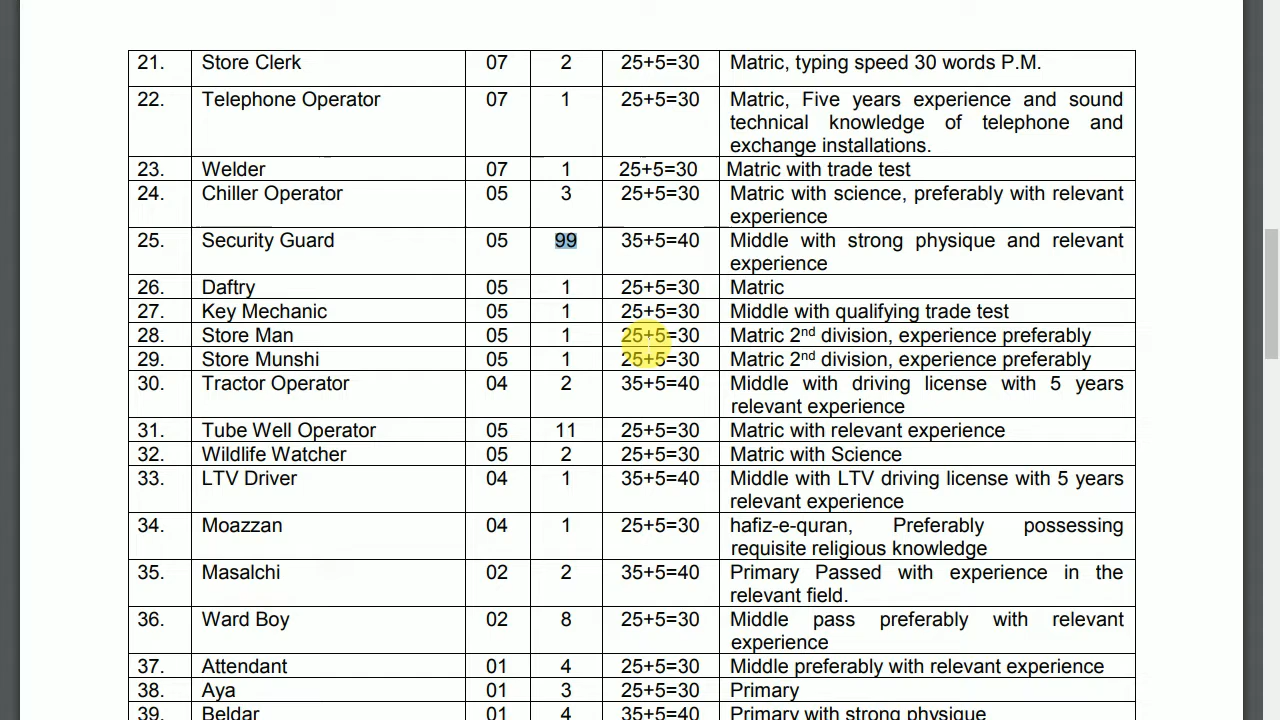 21. Store Clerk 07 2 25+5=30 Matric, typing speed 30 words P.M.
22. Telephone Operator 07 1 25+5=30 Matric, Five years experience and sound
technical knowledge of telephone and
exchange installations.
23. Welder 07 1 25+5=30 Matric with trade test
24. Chiller Operator 05 3 25+5=30 Matric with science, preferably with relevant
experience
25. Security Guard 05 99 35+5=40 Middle with strong physique and relevant
experience
26. Daftry 05 1 25+5=30 Matric
27. Key Mechanic 05 1 25+5=30 Middle with qualifying trade test
28. Store Man 05 1 25+5=30 Matric 2nd division, experience preferably
29. Store Munshi 05 1 25+5=30 Matric 2nd division, experience preferably
30. Tractor Operator 04 2 35+5=40 Middle with driving license with 5 years
relevant experience
31. Tube Well Operator 05 11 25+5=30 Matric with relevant experience
32. Wildlife Watcher 05 2 25+5=30 Matric with Science
33. LTV Driver 04 1 35+5=40 Middle with LTV driving license with 5 years
relevant experience
34. Moazzan 04 1 25+5=30 hafiz-e-quran, Preferably possessing
requisite religious knowledge
35. Masalchi 02 2 35+5=40 Primary Passed with experience in the
relevant field.
36. Ward Boy 02 8 25+5=30 Middle pass preferably with relevant
experience
37. Attendant 01 4 25+5=30 Middle preferably with relevant experience
38. Aya 01 3 25+5=30 Primary
39. Beldar 01 4 35+5=40 Primary with strong physique